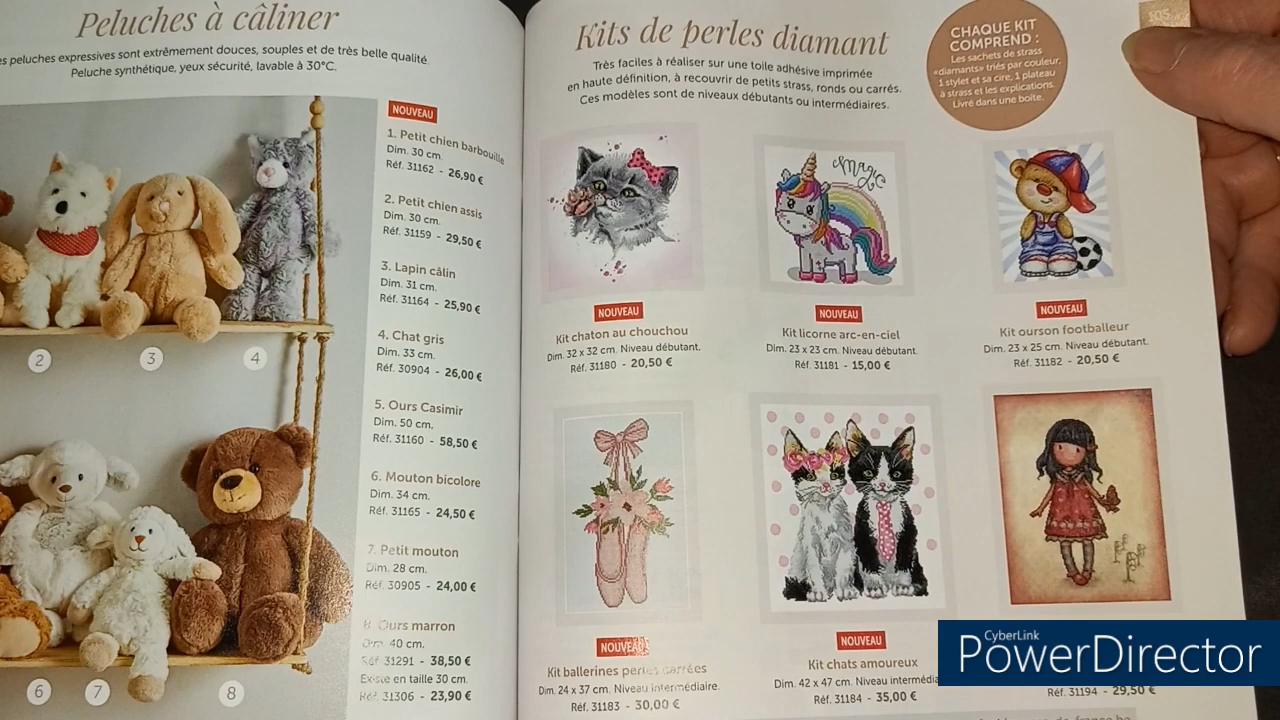 Peluches à câliner
peluches expressives sont extrêmement douces, souples et de très belle qualité.
Peluche synthétique, yeux sécurité, lavable à 30°C.
NOUVEAU
1. Petit chien barbouille
Dim. 30 cm.
Réf. 31162 - 26,90 €
2. Petit chien assis
Dim. 30 cm.
Réf. 31159 - 29,50 €
3. Lapin câlin
Dim. 31 cm.
Réf. 31164 - 25,90 €
4. Chat gris
Dim. 33 cm.
Réf. 30904 - 26,00 €
5. Ours Casimir
Dim. 50 cm.
Réf. 31160 - 58,50 €
6. Mouton bicolore
Dim. 34 cm.
Réf. 31165 - 24,50 €
7. Petit mouton
Dim. 28 cm.
Réf. 30905 - 24,00 €
8. Ours marron
Dim. 40 cm.
Réf. 31291 - 38,50 €
Existe en taille 30 cm.
Réf. 31306 - 23,90 €
2
3
4
6
7
8
Kits de perles diamant
Très faciles à réaliser sur une toile adhésive imprimée
en haute définition, à recouvrir de petits strass, ronds ou carrés.
Ces modèles sont de niveaux débutants ou intermédiaires.
CHAQUE KIT
COMPREND :
Les sachets de strass
«diamants» triés par couleur,
1 stylet et sa cire, 1 plateau
à strass et les explications.
Livré dans une boîte.
105
Magic
NOUVEAU
Kit chaton au chouchou
Dim. 32 x 32 cm. Niveau débutant.
Réf. 31180 - 20,50 €
NOUVEAU
Kit licorne arc-en-ciel
Dim. 23 x 23 cm. Niveau débutant.
Réf. 31181 - 15,00 €
NOUVEAU
Kit ourson footballeur
Dim. 23 x 25 cm. Niveau débutant.
Réf. 31182 - 20,50 €
NOUVEAU
Kit ballerines perles carrées
Dim. 24 x 37 cm. Niveau intermédiaire.
Réf. 31183 - 30,00 €
NOUVEAU
Kit chats amoureux
Dim. 42 x 47 cm. Niveau intermédia
Réf. 31184 - 35,00 €
31194 - 29,50 €
CyberLink
PowerDirector